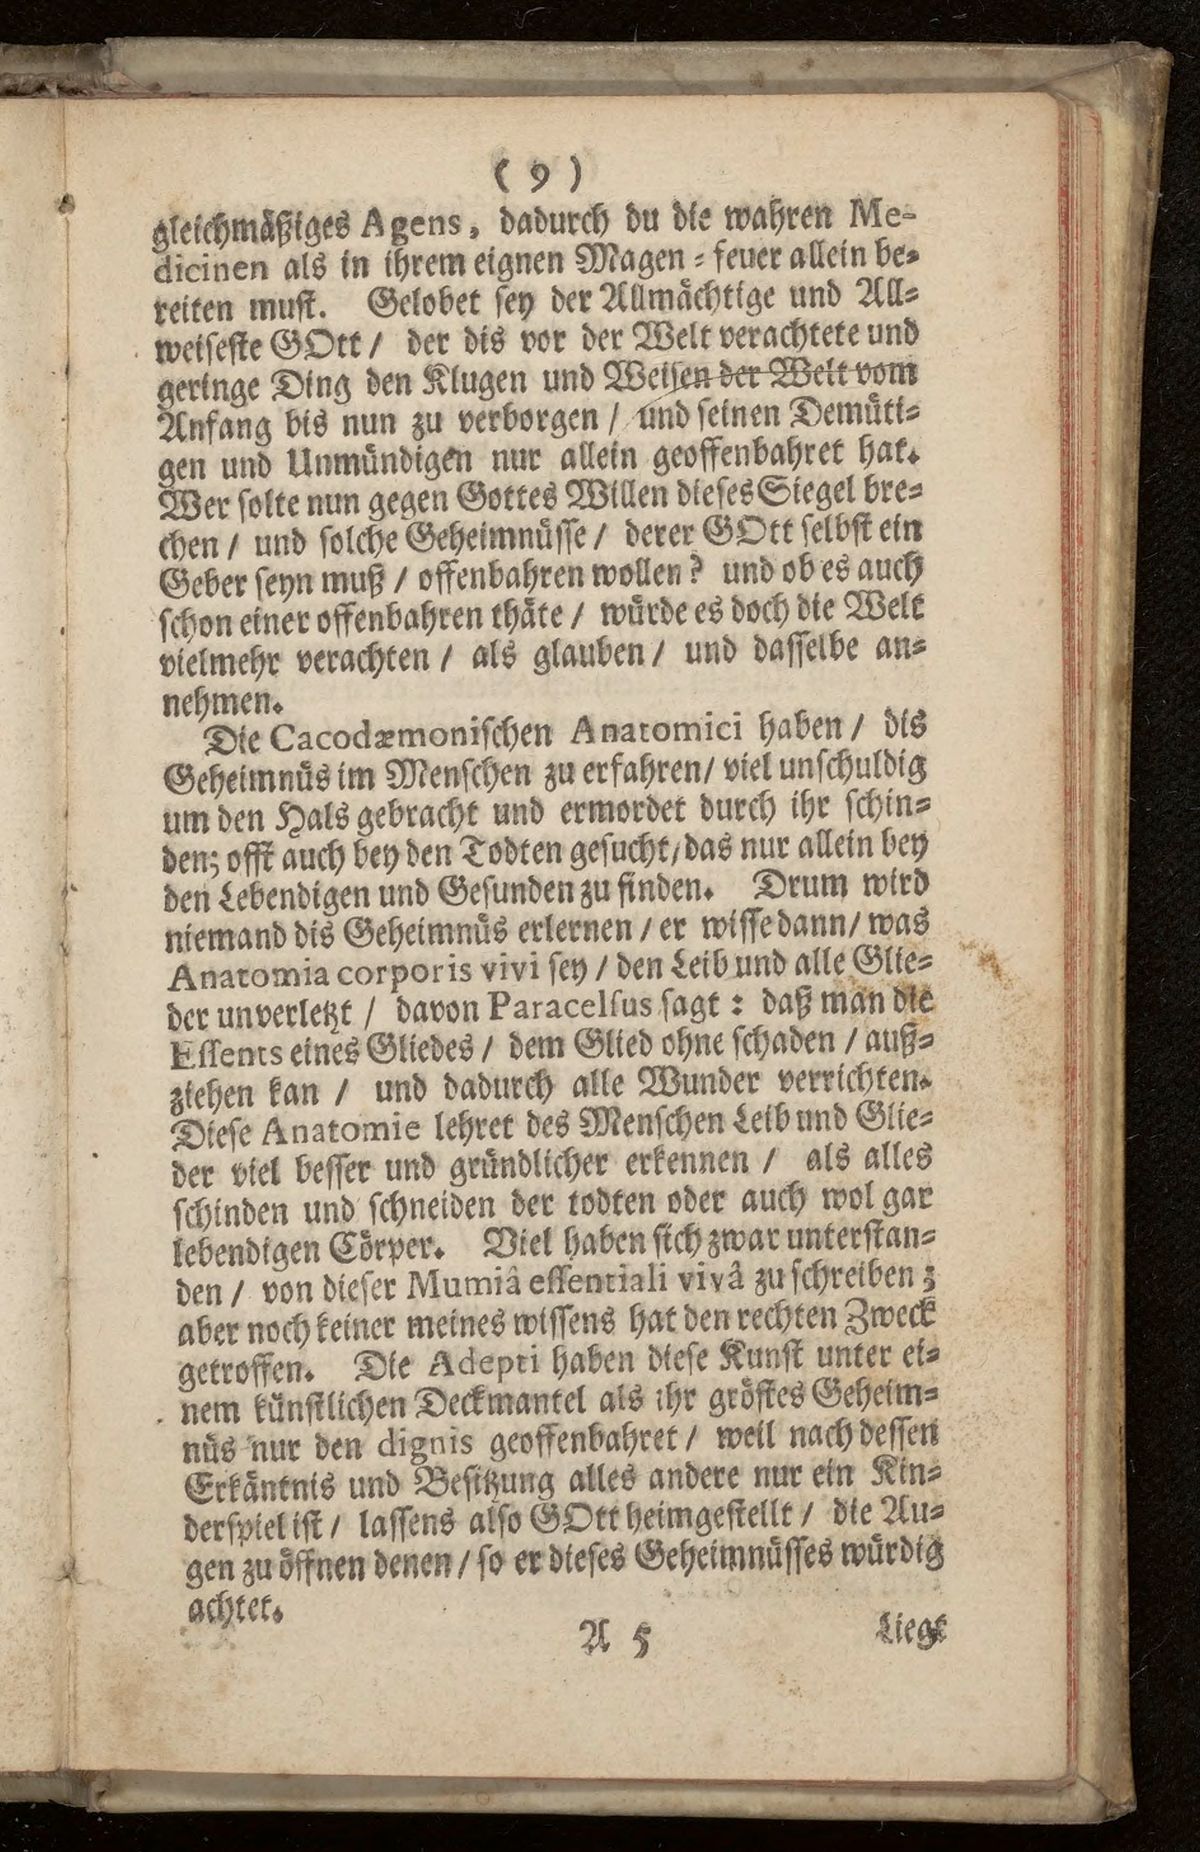 ( 9 )
gleichmäßiges Agens, dadurch du die wahren Me-
dicinen als in ihrem eignen Magen-feuer allein be-
reiten must. Gelobet sey der Allmächtige und All-
weiseste GOtt / der dis vor der Welt verachtete und
geringe Ding den Klugen und Weisen der Welt vom
Anfang bis nun zu verborgen / und seinen Demüti-
gen und Unmündigen nur allein geoffenbahret hat.
Wer solte nun gegen Gottes Willen dieses Siegel bre-
chen / und solche Geheimnüsse / derer GOtt selbst ein
Geber seyn muß / offenbahren wollen? und ob es auch
schon einer offenbahren thäte / würde es doch die Welt
vielmehr verachten / als glauben / und dasselbe an-
nehmen.
Die Cacodæmonischen Anatomici haben / dis
Geheimnüs im Menschen zu erfahren / viel unschuldig
um den Hals gebracht und ermordet durch ihr schin-
den; offt auch bey den Todten gesucht / das nur allein bey
den Lebendigen und Gesunden zu finden. Drum wird
niemand dis Geheimnüs erlernen / er wisse dann / was
Anatomia corporis vivi sey / den Leib und alle Glie-
der unverletzt / davon Paracelsus sagt: daß man die
Essents eines Gliedes / dem Glied ohne schaden / auß-
ziehen kan / und dadurch alle Wunder verrichten.
Diese Anatomie lehret des Menschen Leib und Glie-
der viel besser und gründlicher erkennen / als alles
schinden und schneiden der todten oder auch wol gar
lebendigen Cörper. Viel haben sich zwar unterstan-
den / von dieser Mumiâ essentiali vivâ zu schreiben;
aber noch keiner meines wissens hat den rechten Zweck
getroffen. Die Adepti haben diese Kunst unter ei-
nem künstlichen Deckmantel als ihr gröstes Geheim-
nüs nur den dignis geoffenbahret / weil nach dessen
Erkäntnis und Besitzung alles andere nur ein Kin-
derspiel ist / lassens also GOtt heimgestellt / die Au-
gen zu öffnen denen / so er dieses Geheimnüsses würdig
achtet.
A 5 Liegt